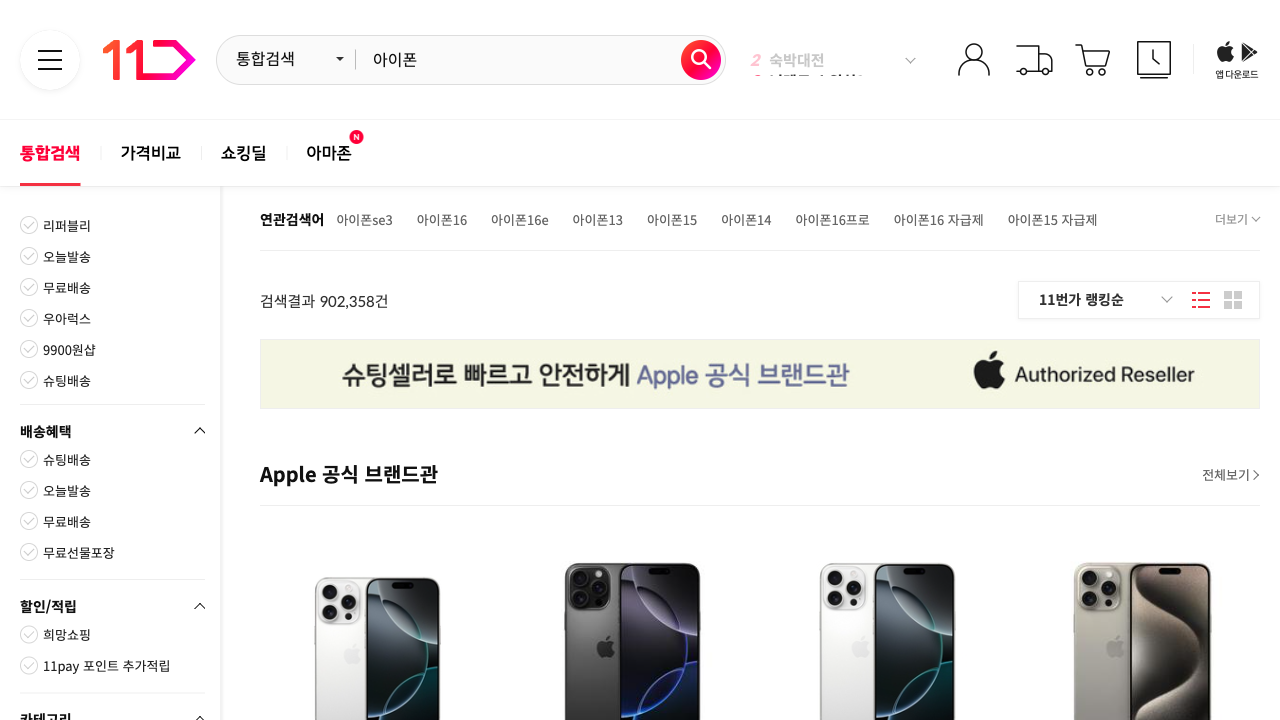 11
통합검색
아이폰
2 숙박대전
앱 다운로드
통합검색
가격비교
쇼킹딜
아마존
N
리퍼블리
오늘발송
무료배송
우아럭스
9900원샵
슈팅배송
배송혜택
슈팅배송
오늘발송
무료배송
무료선물포장
할인/적립
희망쇼핑
11pay 포인트 추가적립
카테고리
연관검색어 아이폰se3 아이폰16 아이폰16e 아이폰13 아이폰15 아이폰14 아이폰16프로 아이폰16 자급제 아이폰15 자급제 더보기
검색결과 902,358건
11번가 랭킹순
슈팅셀러로 빠르고 안전하게 Apple 공식 브랜드관
Authorized Reseller
Apple 공식 브랜드관
전체보기